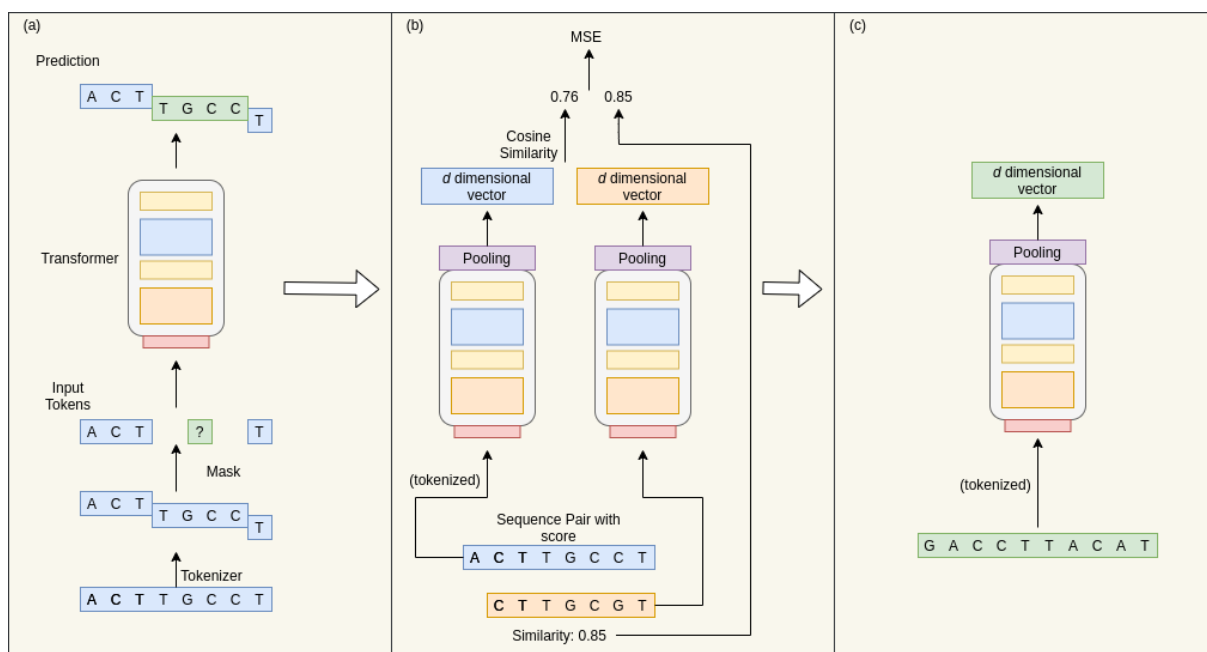 (a)
Prediction
A C T
T G C C
T
Transformer
Input
Tokens
A C T ? T
Mask
A C T
T G C C
T
Tokenizer
A C T T G C C T
(b)
MSE
0.76 0.85
Cosine
Similarity
d dimensional
vector
d dimensional
vector
Pooling
Pooling
(tokenized)
Sequence Pair with
score
A C T T G C C T
C T T G C G T
Similarity: 0.85
(c)
d dimensional
vector
Pooling
(tokenized)
G A C C T T A C A T